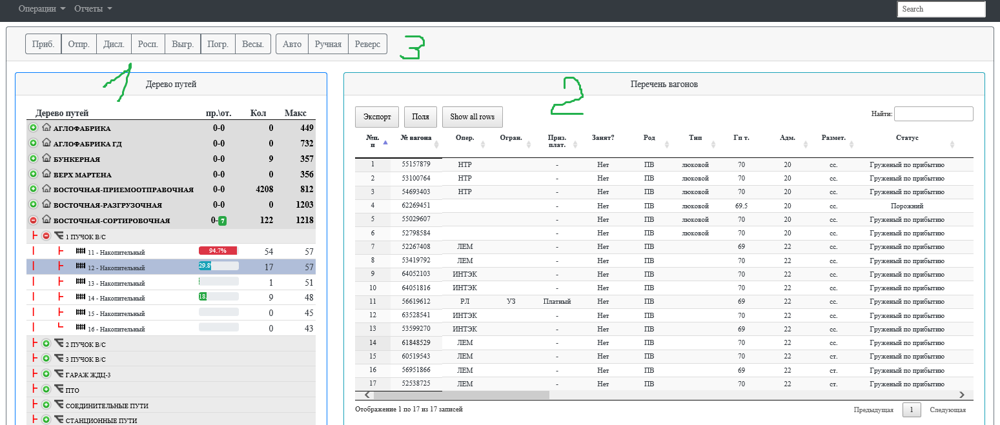 Операции Отчеты Search
Приб. Отпр. Дисл. Росп. Выгр. Погр. Весы. Авто Ручная Реверс
3
1
Дерево путей
Дерево путей пр.\от. Кол Макс
АГЛОФАБРИКА 0-0 0 449
АГЛОФАБРИКА ГД 0-0 0 732
БУНКЕРНАЯ 0-0 9 357
ВЕРХ МАРТЕНА 0-0 0 356
ВОСТОЧНАЯ-ПРИЕМООТПРАВОЧНАЯ 0-0 4208 812
ВОСТОЧНАЯ-РАЗГРУЗОЧНАЯ 0-0 0 1203
ВОСТОЧНАЯ-СОРТИРОВОЧНАЯ 0-7 122 1218
1 ПУЧОК В/С
11 - Накопительный 94.7% 54 57
12 - Накопительный 29.8 17 57
13 - Накопительный 1 51
14 - Накопительный 18. 9 48
15 - Накопительный 0 45
16 - Накопительный 0 43
2 ПУЧОК В/С
3 ПУЧОК В/С
ГАРАЖ ЖДЦ-3
ПТО
СОЕДИНИТЕЛЬНЫЕ ПУТИ
СТАНЦИОННЫЕ ПУТИ
2
Перечень вагонов
Экспорт Поля Show all rows Найти:
№п. № вагона Опер. Огран. Приз. Занят? Род Тип Гп т. Адм. Размет. Статус
п плат.
1 55157879 НТР - Нет ПВ люковой 70 20 сс. Груженый по прибытию
2 53100764 НТР - Нет ПВ люковой 70 20 сс. Груженый по прибытию
3 54693403 НТР - Нет ПВ люковой 70 20 сс. Груженый по прибытию
4 62269451 - Нет ПВ люковой 69.5 20 сс. Порожний
5 55029607 - Нет ПВ люковой 70 20 сс. Груженый по прибытию
6 52798584 - Нет ПВ люковой 70 20 сс. Груженый по прибытию
7 52267408 ЛЕМ - Нет ПВ 69 22 сс. Груженый по прибытию
8 53419792 ЛЕМ - Нет ПВ 70 22 сс. Груженый по прибытию
9 64052103 ИНТЭК - Нет ПВ 70 22 сс. Груженый по прибытию
10 64051816 ИНТЭК - Нет ПВ 70 22 сс. Груженый по прибытию
11 56619612 РЛ УЗ Платный Нет ПВ 69 22 сс. Груженый по прибытию
12 63528541 ИНТЭК - Нет ПВ 70 22 сс. Груженый по прибытию
13 53599270 ИНТЭК - Нет ПВ 70 22 сс. Груженый по прибытию
14 61848529 ЛЕМ - Нет ПВ 70 22 сс. Груженый по прибытию
15 60519543 ЛЕМ - Нет ПВ 70 22 ст. Груженый по прибытию
16 56951866 ЛЕМ - Нет ПВ 69 22 ст. Груженый по прибытию
17 52538725 ЛЕМ - Нет ПВ 70 22 ст. Груженый по прибытию
Отображение 1 по 17 из 17 записей Предыдущая 1 Следующая